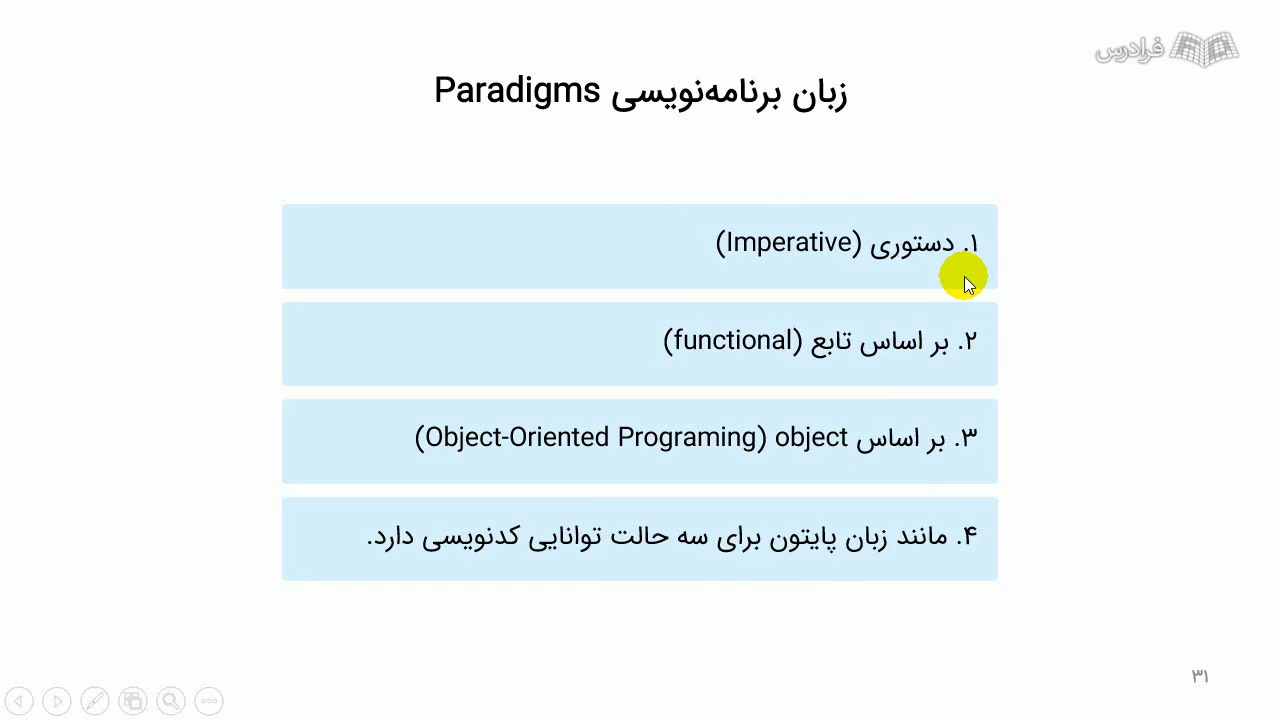 فرادرس
زبان برنامه‌نویسی Paradigms
۱. دستوری (Imperative)
۲. بر اساس تابع (functional)
۳. بر اساس object (Object-Oriented Programing)
۴. مانند زبان پایتون برای سه حالت توانایی کدنویسی دارد.
۳۱